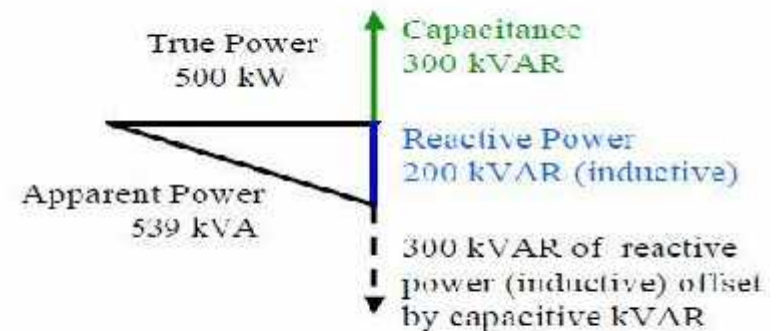 True Power
500 kW
Capacitance
300 kVAR
Reactive Power
200 kVAR (inductive)
Apparent Power
539 kVA
300 kVAR of reactive
power (inductive) offset
by capacitive kVAR